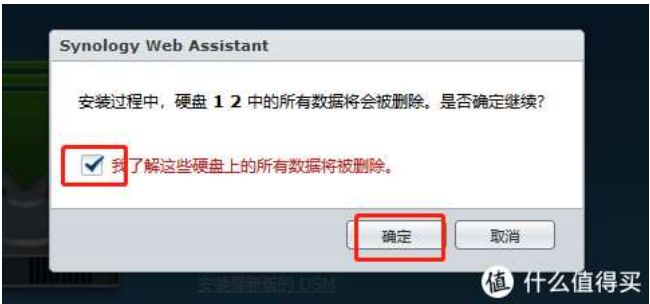 Synology Web Assistant
安装过程中，硬盘 1 2 中的所有数据将会被删除。是否确定继续？
我了解这些硬盘上的所有数据将被删除。
确定 取消
值 什么值得买